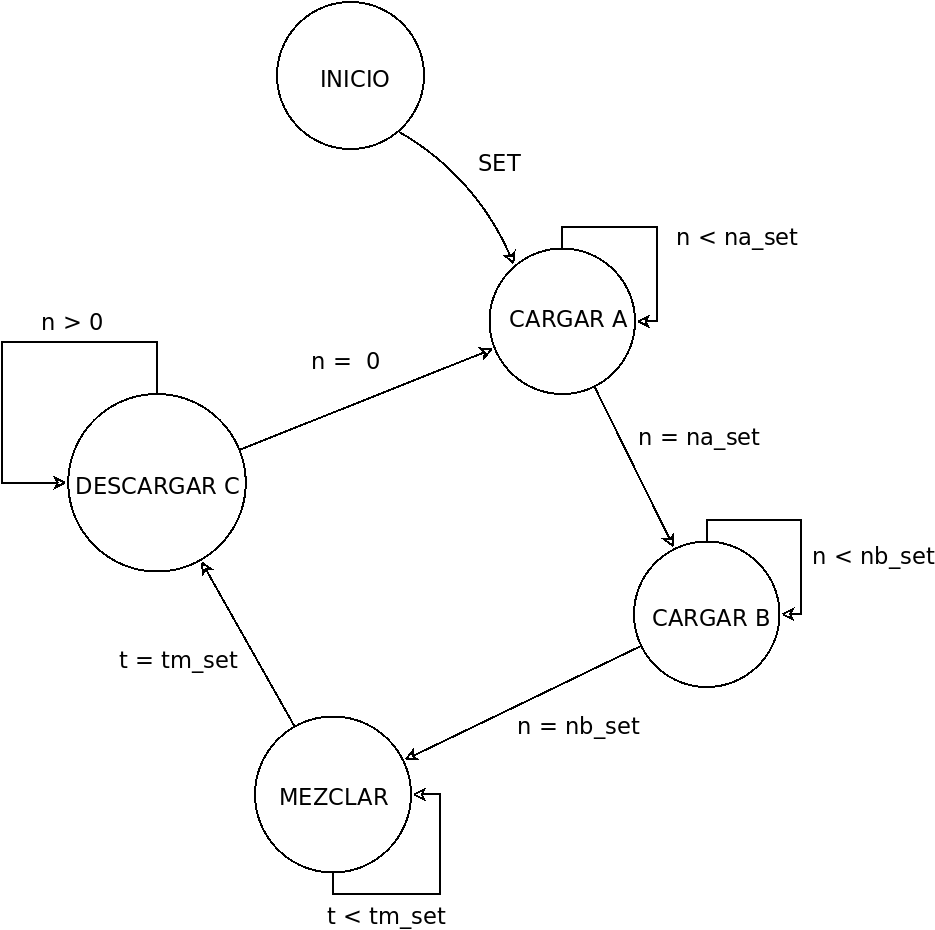 INICIO
SET
n < na_set
CARGAR A
n > 0
n =  0
n = na_set
DESCARGAR C
n < nb_set
CARGAR B
t = tm_set
n = nb_set
MEZCLAR
t < tm_set